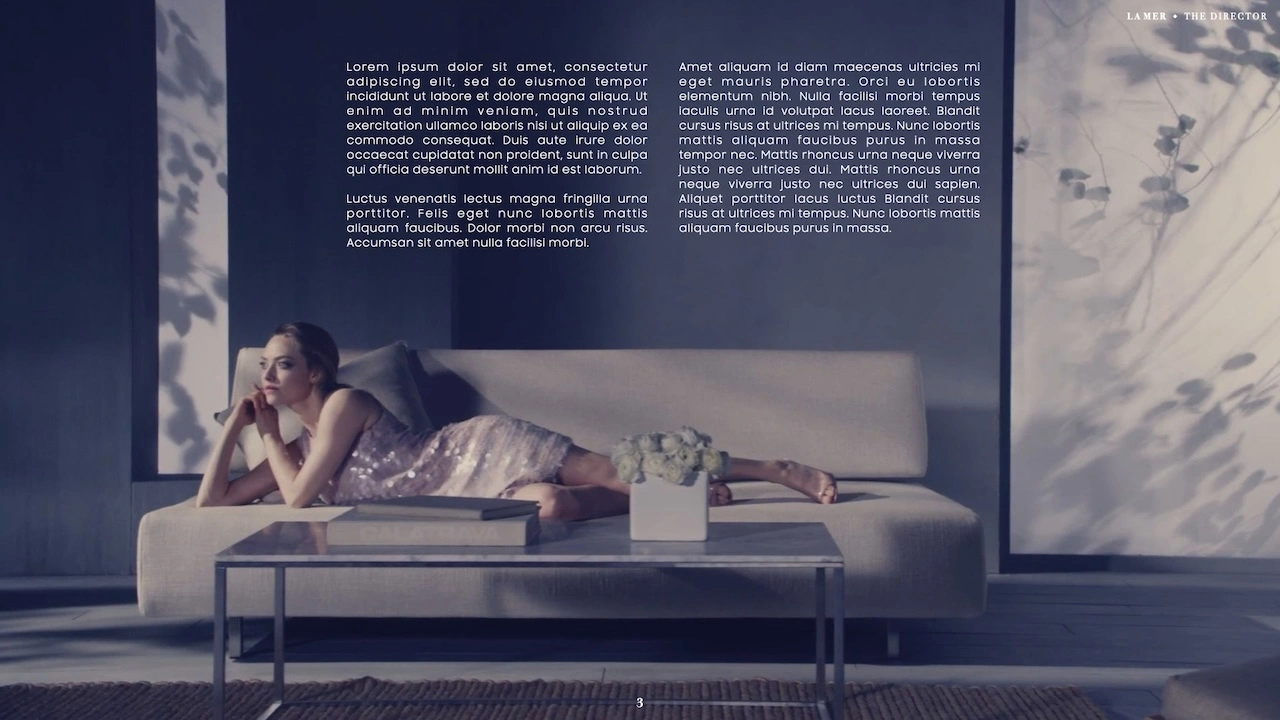 LA MER ✦ THE DIRECTOR
Lorem ipsum dolor sit amet, consectetur
adipiscing elit, sed do eiusmod tempor
incididunt ut labore et dolore magna aliqua. Ut
enim ad minim veniam, quis nostrud
exercitation ullamco laboris nisi ut aliquip ex ea
commodo consequat. Duis aute irure dolor
occaecat cupidatat non proident, sunt in culpa
qui officia deserunt mollit anim id est laborum.
Luctus venenatis lectus magna fringilla urna
porttitor. Felis eget nunc lobortis mattis
aliquam faucibus. Dolor morbi non arcu risus.
Accumsan sit amet nulla facilisi morbi.
Amet aliquam id diam maecenas ultricies mi
eget mauris pharetra. Orci eu lobortis
elementum nibh. Nulla facilisi morbi tempus
iaculis urna id volutpat lacus laoreet. Blandit
cursus risus at ultrices mi tempus. Nunc lobortis
mattis aliquam faucibus purus in massa
tempor nec. Mattis rhoncus urna neque viverra
justo nec ultrices dui. Mattis rhoncus urna
neque viverra justo nec ultrices dui sapien.
Aliquet porttitor lacus luctus Blandit cursus
risus at ultrices mi tempus. Nunc lobortis mattis
aliquam faucibus purus in massa.
CALATRAVA
3